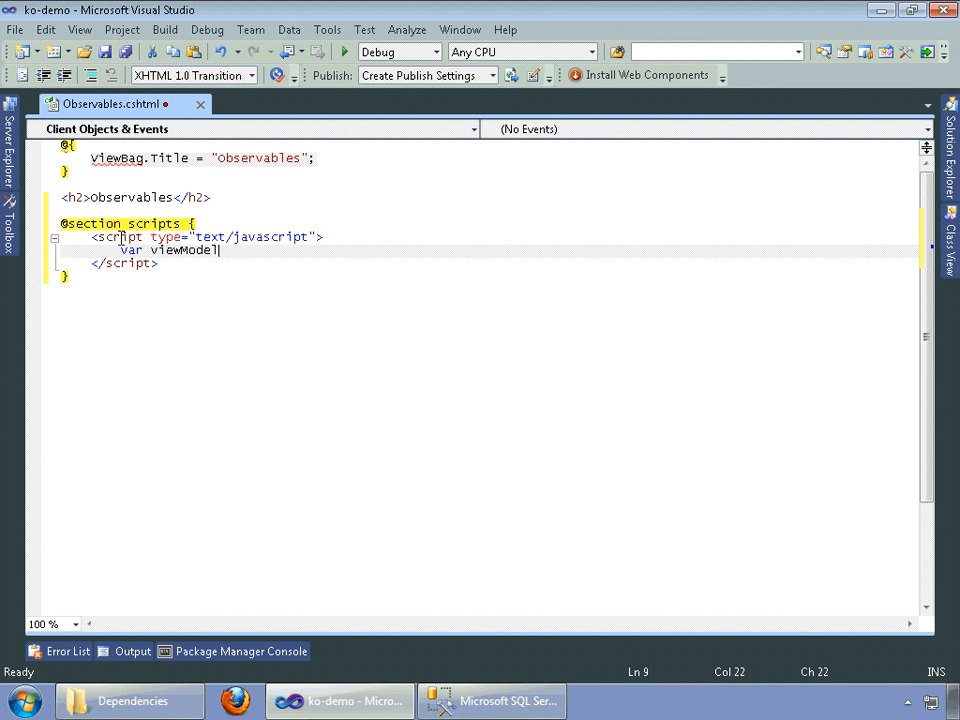 ko-demo - Microsoft Visual Studio
File Edit View Project Build Debug Team Data Tools Test Analyze Window Help
Debug Any CPU
XHTML 1.0 Transition Publish: Create Publish Settings Install Web Components
Observables.cshtml
Client Objects & Events (No Events)
@{
ViewBag.Title = "Observables";
}
<h2>Observables</h2>
@section scripts {
<script type="text/javascript">
var viewModel
</script>
}
Server Explorer
Toolbox
Solution Explorer
Class View
100 %
Error List Output Package Manager Console
Ready Ln 9 Col 22 Ch 22 INS
Dependencies ko-demo - Micro... Microsoft SQL Ser...